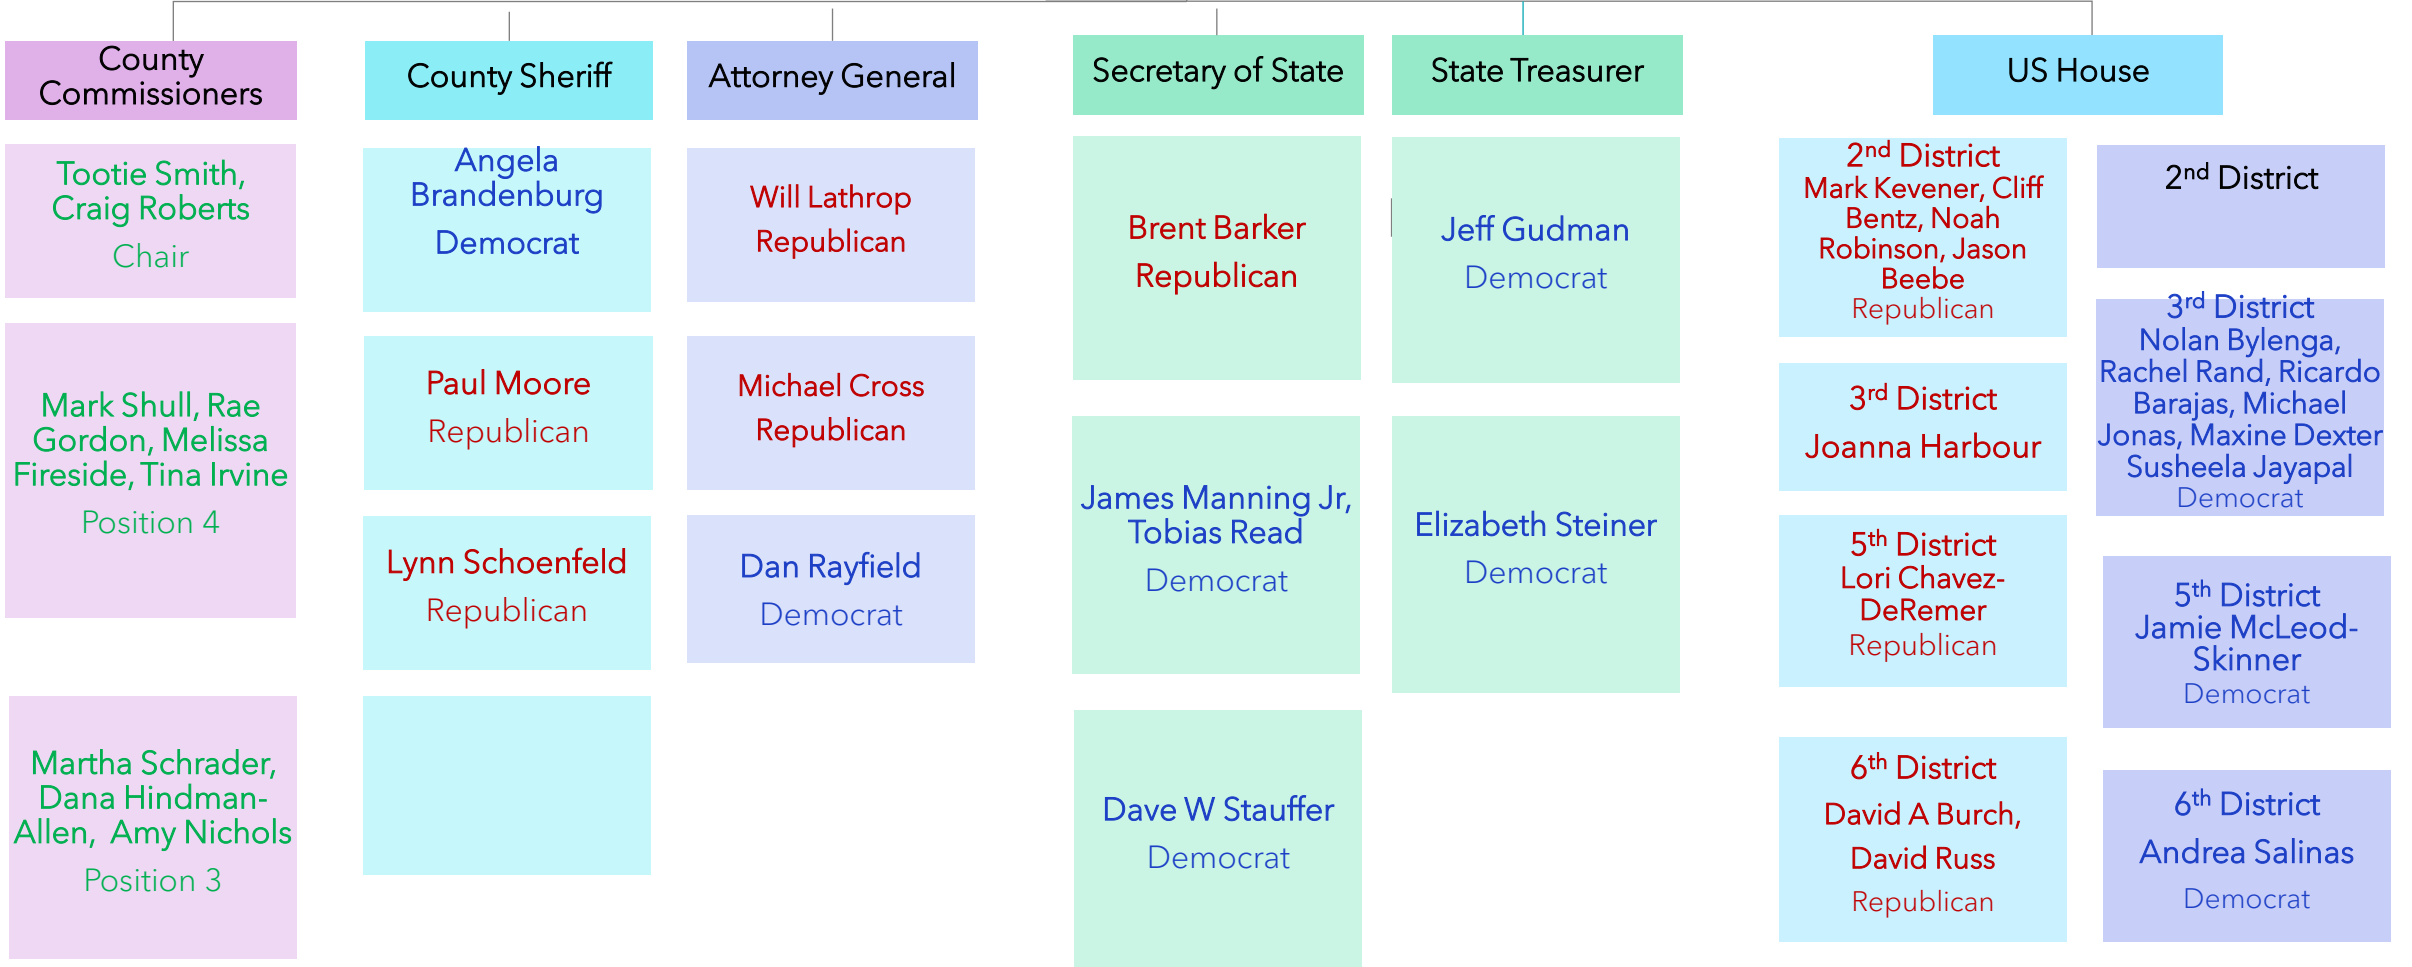 County
Commissioners
Tootie Smith,
Craig Roberts
Chair
Mark Shull, Rae
Gordon, Melissa
Fireside, Tina Irvine
Position 4
Martha Schrader,
Dana Hindman-
Allen,  Amy Nichols
Position 3
County Sheriff
Angela
Brandenburg
Democrat
Paul Moore
Republican
Lynn Schoenfeld
Republican
Attorney General
Will Lathrop
Republican
Michael Cross
Republican
Dan Rayfield
Democrat
Secretary of State
Brent Barker
Republican
James Manning Jr,
Tobias Read
Democrat
Dave W Stauffer
Democrat
State Treasurer
Jeff Gudman
Democrat
Elizabeth Steiner
Democrat
US House
2nd District
Mark Kevener, Cliff
Bentz, Noah
Robinson, Jason
Beebe
Republican
3rd District
Joanna Harbour
5th District
Lori Chavez-
DeRemer
Republican
6th District
David A Burch,
David Russ
Republican
2nd District
3rd District
Nolan Bylenga,
Rachel Rand, Ricardo
Barajas, Michael
Jonas, Maxine Dexter
Susheela Jayapal
Democrat
5th District
Jamie McLeod-
Skinner
Democrat
6th District
Andrea Salinas
Democrat